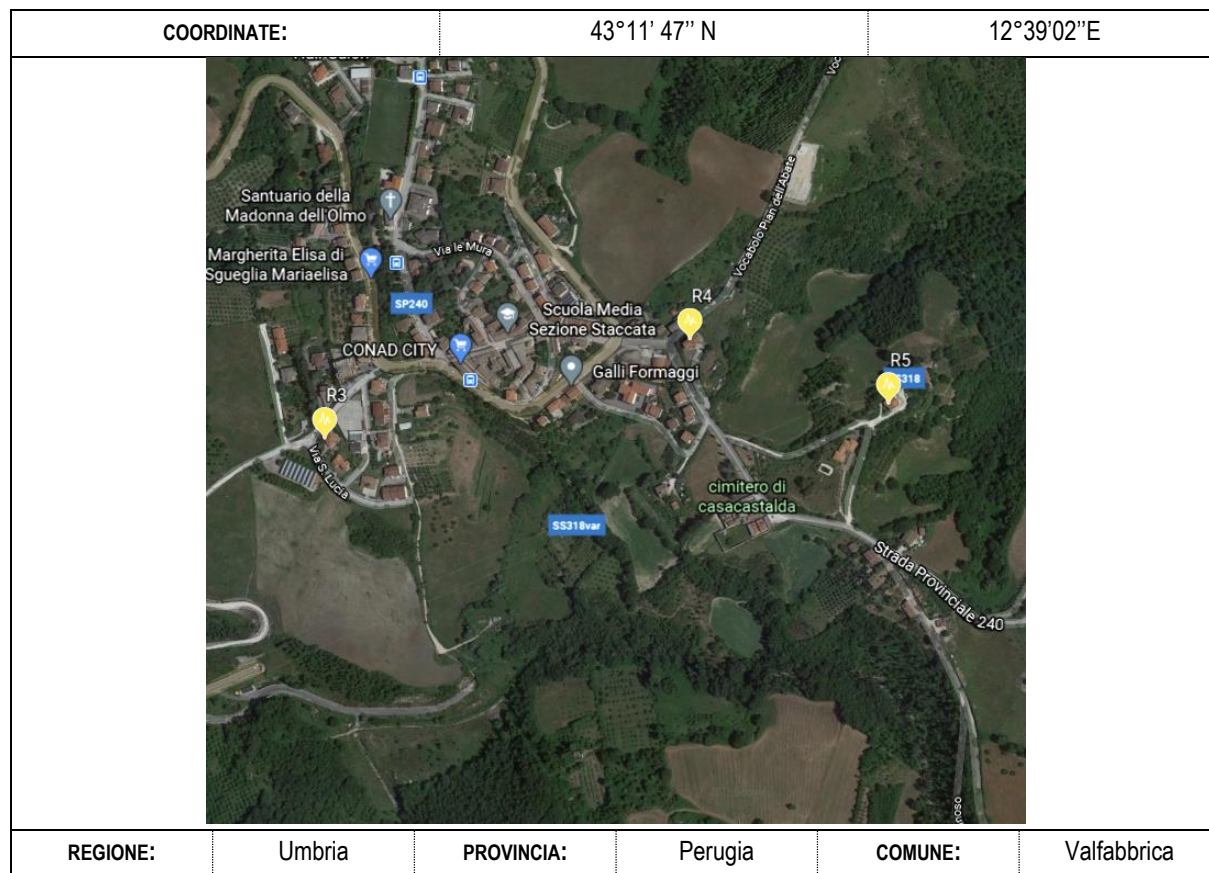 COORDINATE:
43°11' 47’’ N
12°39'02’’E
Santuario della
Madonna dell'Olmo
Margherita Elisa di
Sgueglia Mariaelisa
Via le Mura
SP240
Scuola Media
Sezione Staccata
CONAD CITY
Galli Formaggi
Vocabolo Pian dell'Abate
R4
R5
R3
Via S. Lucia
cimitero di
casacastalda
SS318var
Strada Provinciale 240
REGIONE:
Umbria
PROVINCIA:
Perugia
COMUNE:
Valfabbrica